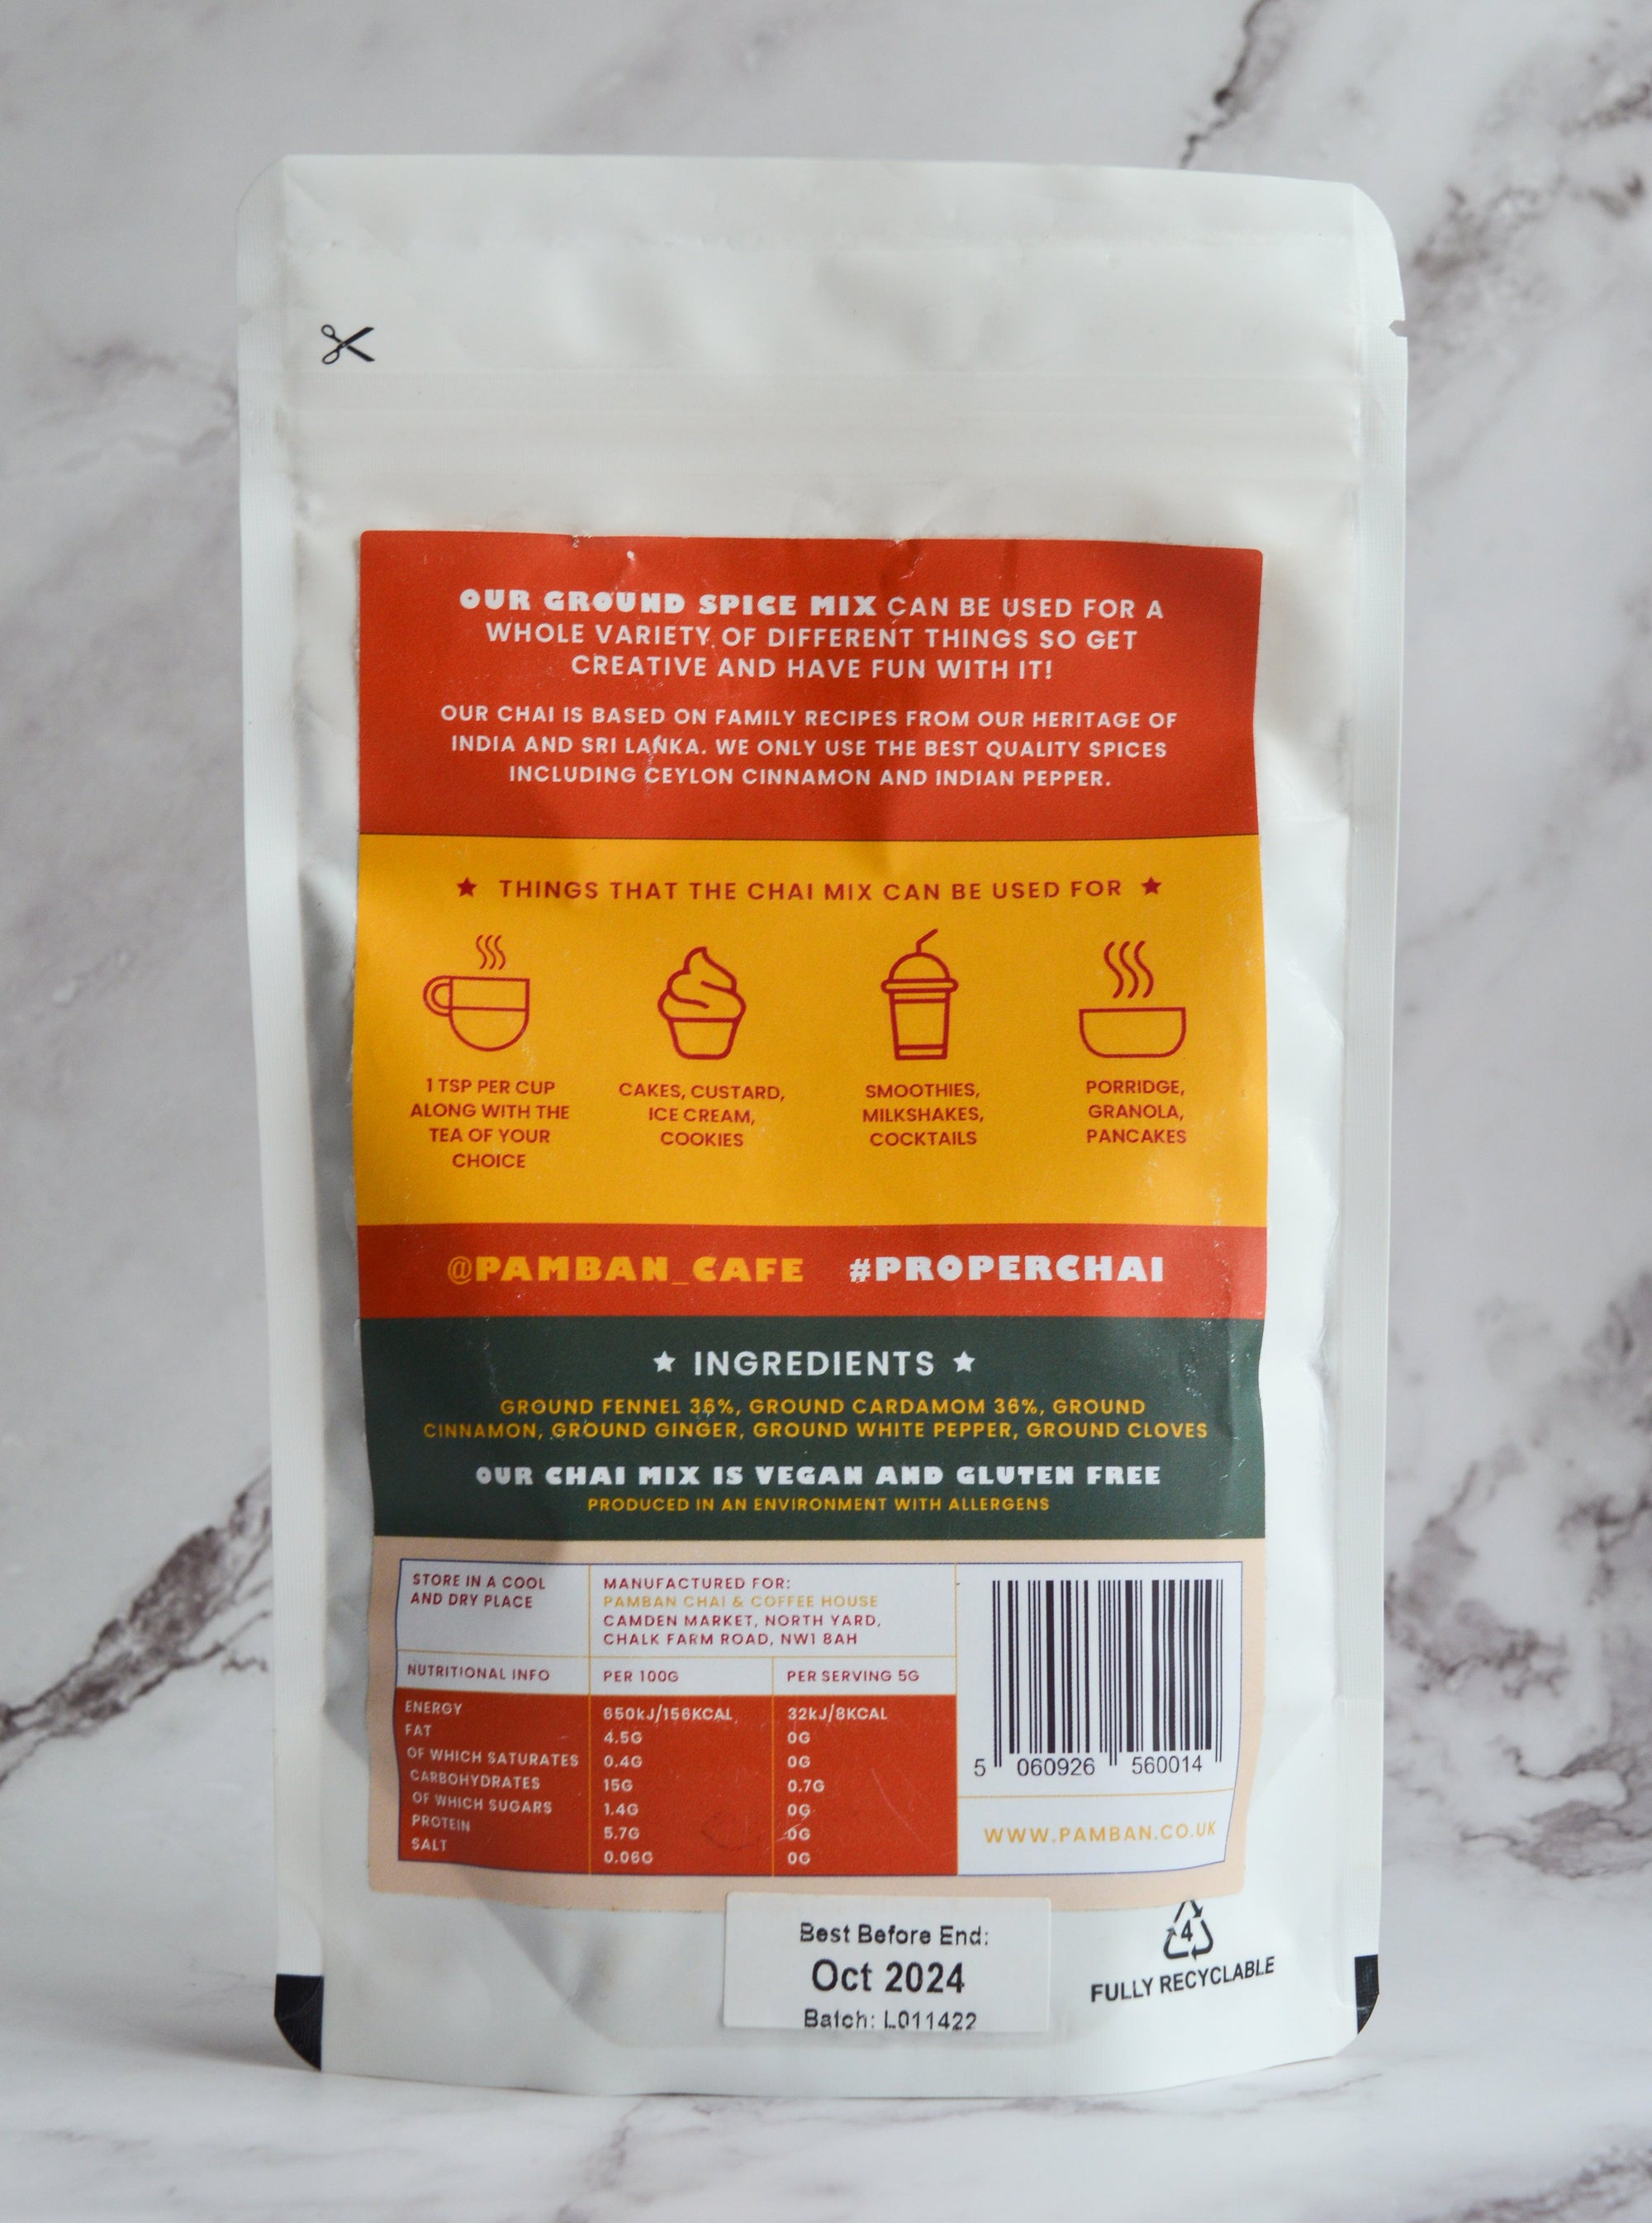 OUR GROUND SPICE MIX CAN BE USED FOR A
WHOLE VARIETY OF DIFFERENT THINGS SO GET
CREATIVE AND HAVE FUN WITH IT!
OUR CHAI IS BASED ON FAMILY RECIPES FROM OUR HERITAGE OF
INDIA AND SRI LANKA. WE ONLY USE THE BEST QUALITY SPICES
INCLUDING CEYLON CINNAMON AND INDIAN PEPPER.
★ THINGS THAT THE CHAI MIX CAN BE USED FOR ★
1 TSP PER CUP
ALONG WITH THE
TEA OF YOUR
CHOICE
CAKES, CUSTARD,
ICE CREAM,
COOKIES
SMOOTHIES,
MILKSHAKES,
COCKTAILS
PORRIDGE,
GRANOLA,
PANCAKES
@PAMBAN_CAFE #PROPERCHAI
★ INGREDIENTS ★
GROUND FENNEL 36%, GROUND CARDAMOM 36%, GROUND
CINNAMON, GROUND GINGER, GROUND WHITE PEPPER, GROUND CLOVES
OUR CHAI MIX IS VEGAN AND GLUTEN FREE
PRODUCED IN AN ENVIRONMENT WITH ALLERGENS
STORE IN A COOL
AND DRY PLACE
MANUFACTURED FOR:
PAMBAN CHAI & COFFEE HOUSE
CAMDEN MARKET, NORTH YARD,
CHALK FARM ROAD, NW1 8AH
NUTRITIONAL INFO PER 100G PER SERVING 5G
ENERGY 650kJ/156KCAL 32kJ/8KCAL
FAT 4.5G 0G
OF WHICH SATURATES 0.4G 0G
CARBOHYDRATES 15G 0.7G
OF WHICH SUGARS 1.4G 0G
PROTEIN 5.7G 0G
SALT 0.06G 0G
5 060926 560014
WWW.PAMBAN.CO.UK
Best Before End:
Oct 2024
Batch: L011422
4
FULLY RECYCLABLE